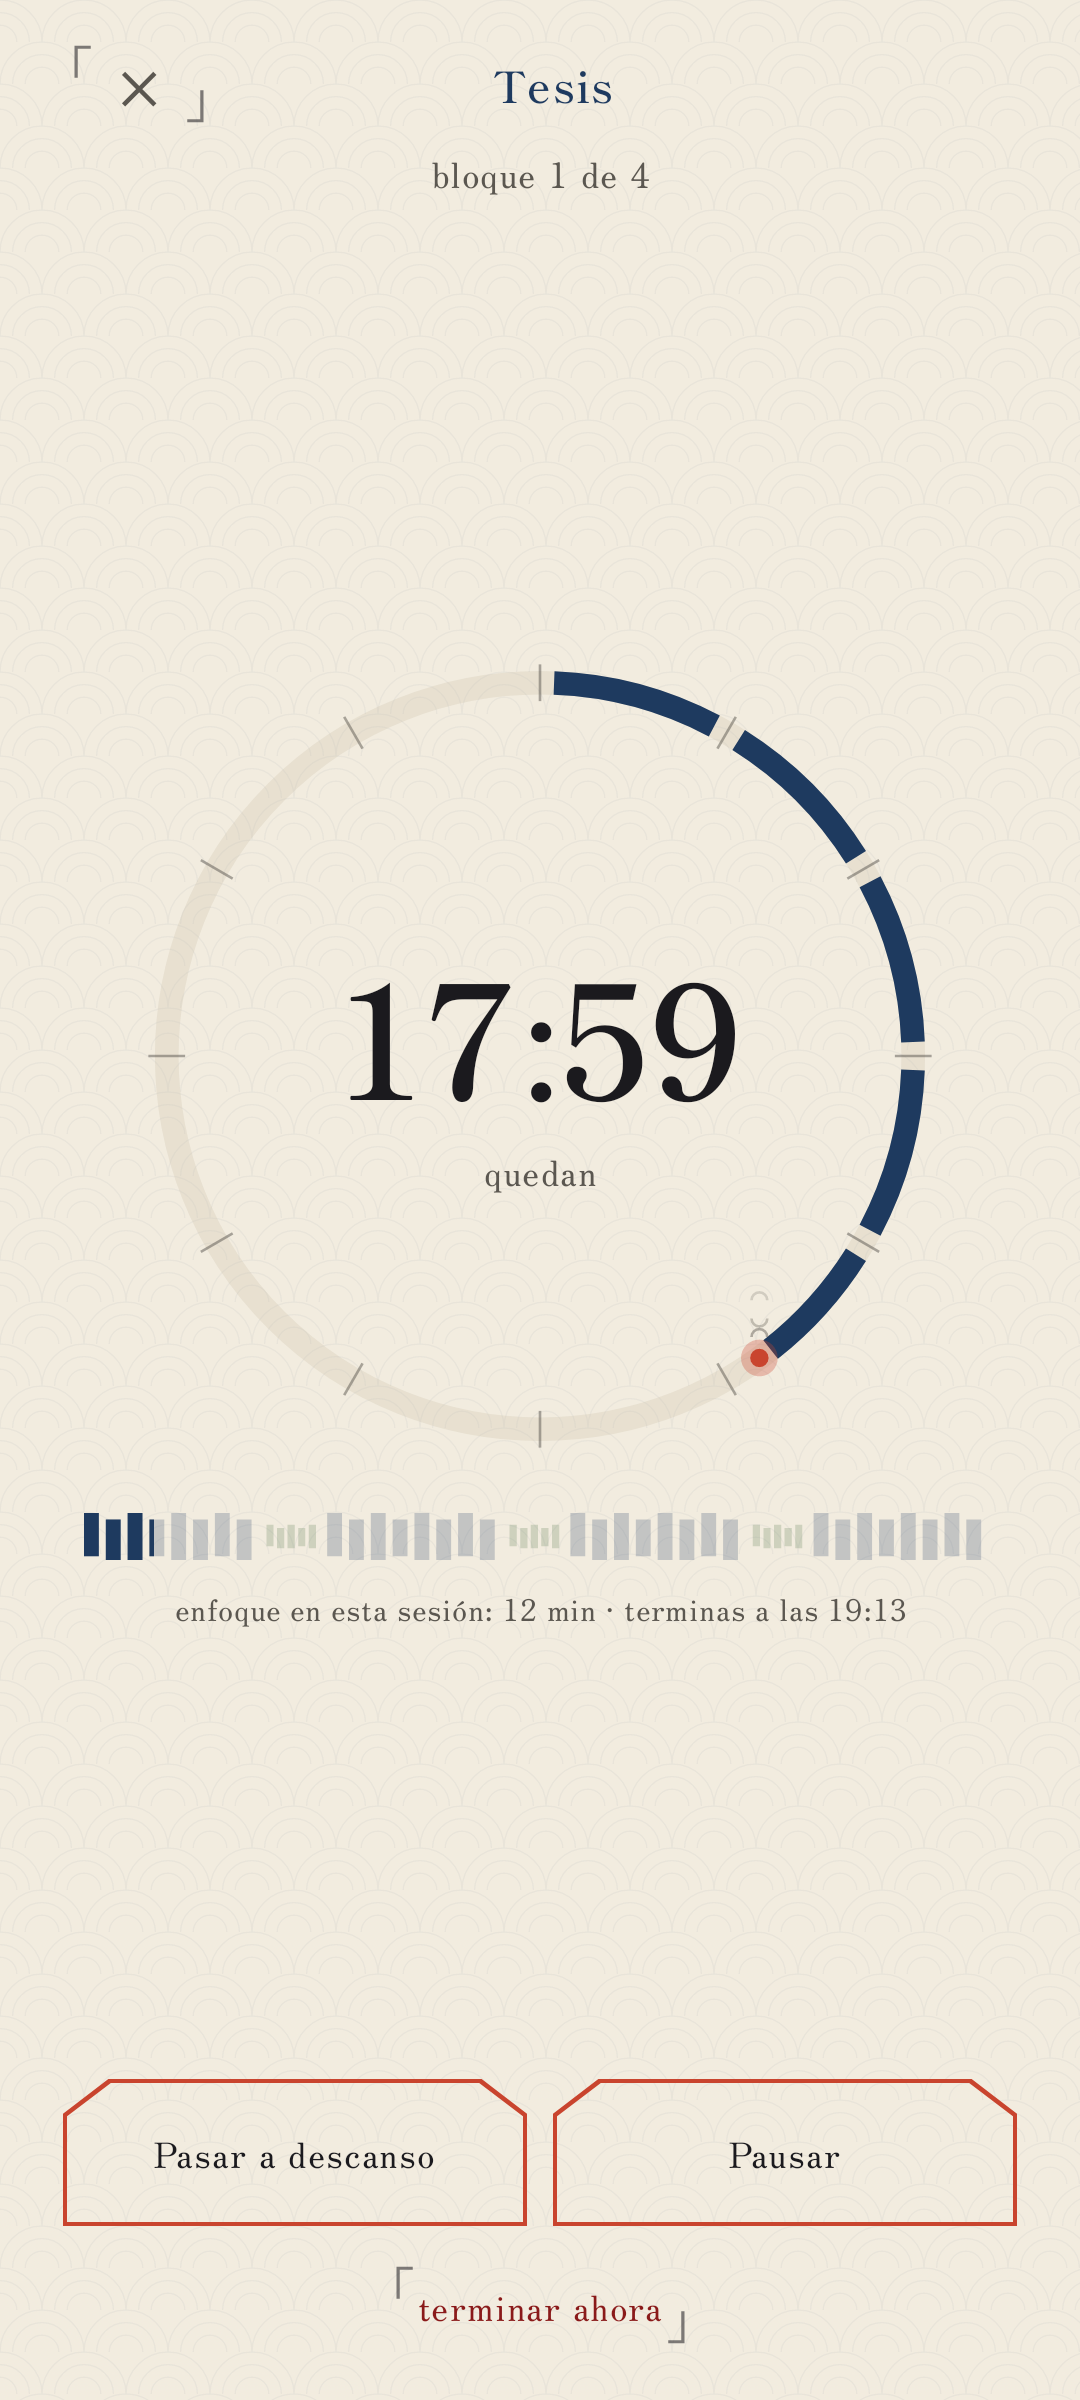 Tesis
bloque 1 de 4
17:59
quedan
enfoque en esta sesión: 12 min · terminas a las 19:13
Pasar a descanso
Pausar
「terminar ahora」